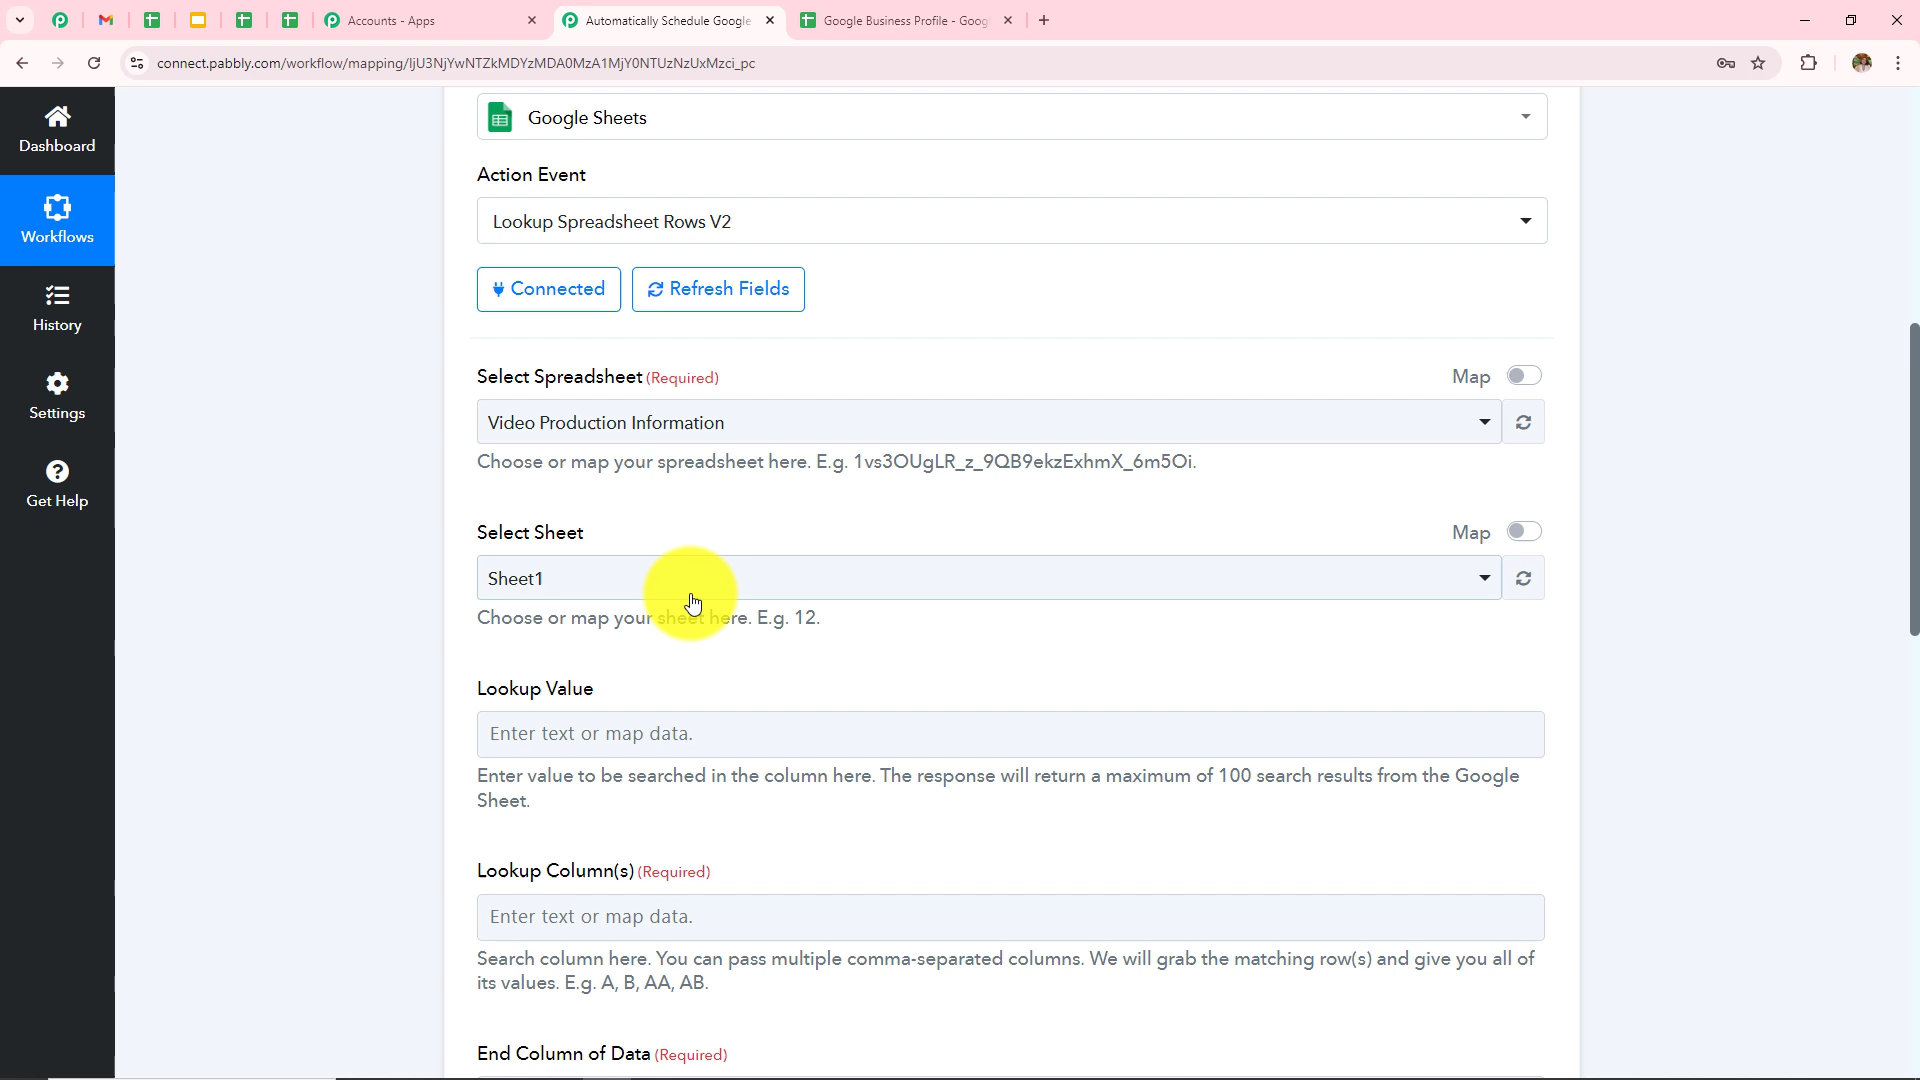 Accounts - Apps
Automatically Schedule Google
Google Business Profile - Goog
connect.pabbly.com/workflow/mapping/IjU3NjYwNTZkMDYzMDA0MzA1MjY0NTUzNzUxMzci_pc
Dashboard
Workflows
History
Settings
Get Help
Google Sheets
Action Event
Lookup Spreadsheet Rows V2
Connected
Refresh Fields
Select Spreadsheet (Required)
Map
Video Production Information
Choose or map your spreadsheet here. E.g. 1vs3OUgLR_z_9QB9ekzExhmX_6m5Oi.
Select Sheet
Map
Sheet1
Choose or map your sheet here. E.g. 12.
Lookup Value
Enter text or map data.
Enter value to be searched in the column here. The response will return a maximum of 100 search results from the Google
Sheet.
Lookup Column(s) (Required)
Enter text or map data.
Search column here. You can pass multiple comma-separated columns. We will grab the matching row(s) and give you all of
its values. E.g. A, B, AA, AB.
End Column of Data (Required)